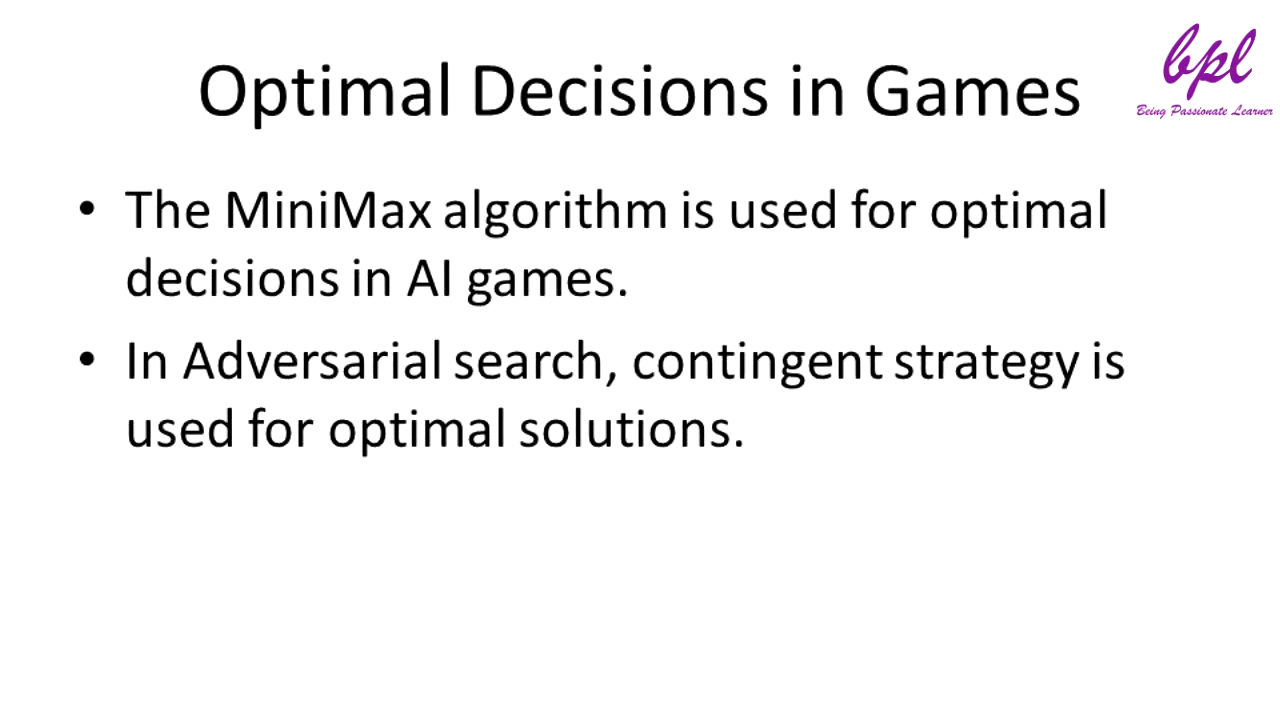 Optimal Decisions in Games
bpl
Being Passionate Learner
• The MiniMax algorithm is used for optimal
decisions in AI games.
• In Adversarial search, contingent strategy is
used for optimal solutions.